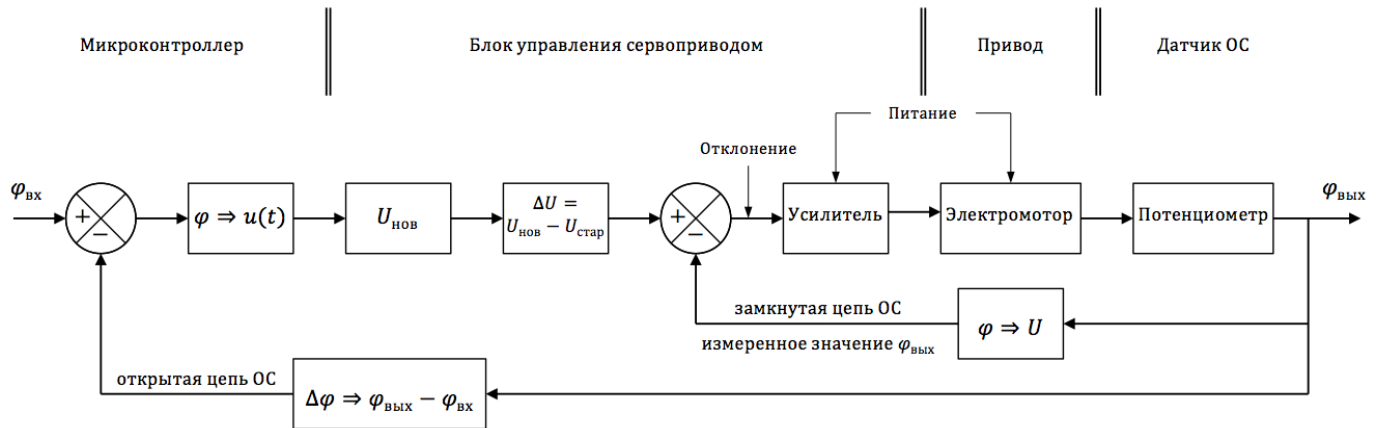 Микроконтроллер
Блок управления сервоприводом
Привод
Датчик ОС
Питание
Отклонение
φвх
+
−
φ ⇒ u(t)
Uнов
ΔU =
Uнов − Uстар
+
−
Усилитель
Электромотор
Потенциометр
φвых
замкнутая цепь ОС
φ ⇒ U
измеренное значение φвых
открытая цепь ОС
Δφ ⇒ φвых − φвх